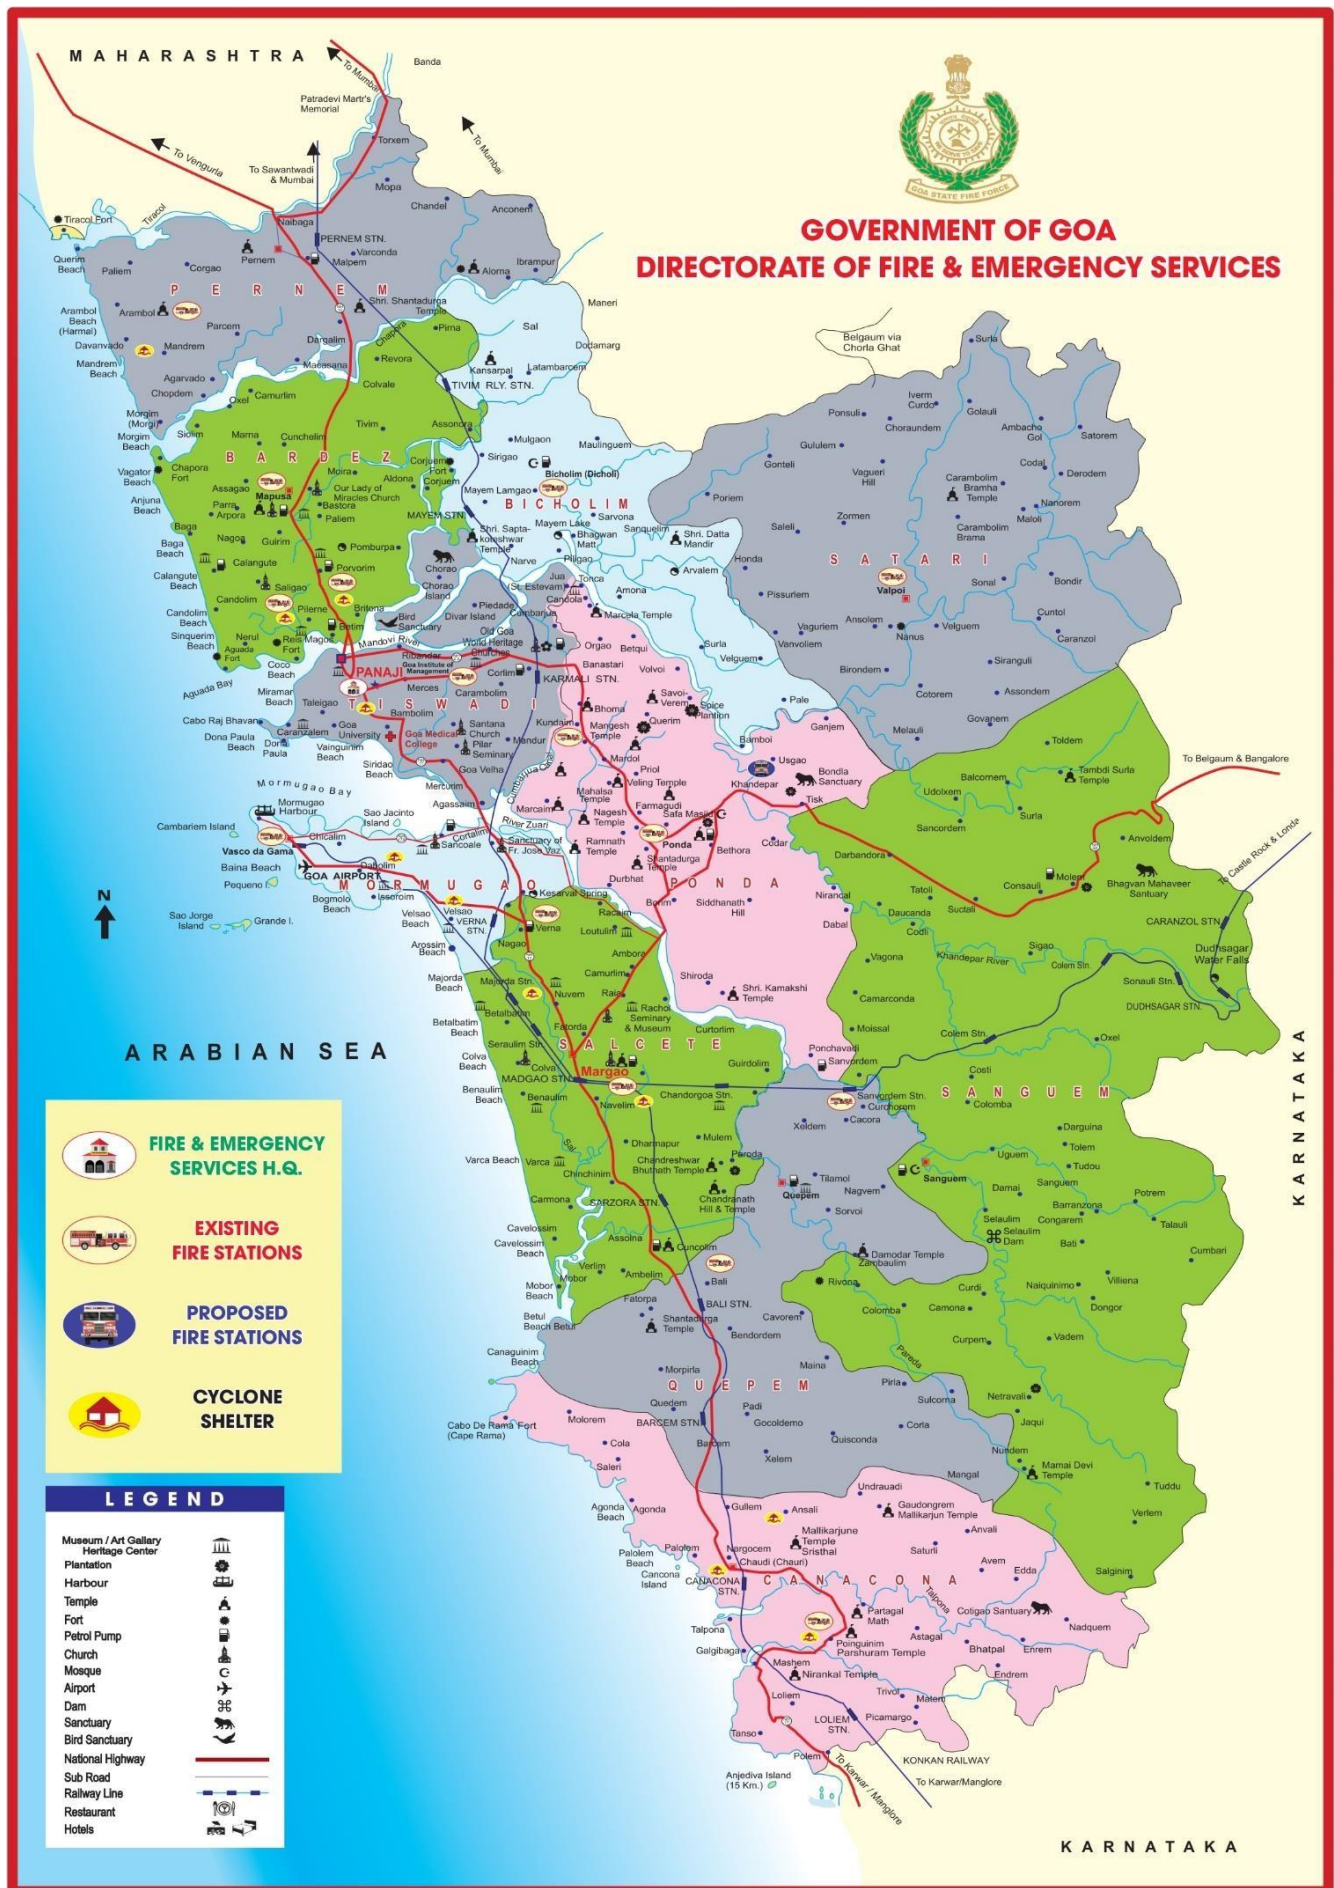 MAHARASHTRA
To Mumbai
Banda
Patradevi Martr's
Memorial
To Vengurla
To Sawantwadi
& Mumbai
To Mumbai
Torxem
Mopa
Chandel
Anconem
GOA STATE FIRE FORCE
GOVERNMENT OF GOA
DIRECTORATE OF FIRE & EMERGENCY SERVICES
Tiracol Fort
Tiracol
Naibaga
PERNEM STN.
Querim
Beach
Paliem
Corgao
Pernem
Varconda
Malpem
Alorna
Ibrampur
PERNEM
Arambol
Beach
(Harmal)
Arambol
Shri. Shantadurga
Temple
Maneri
Parcem
Davanvado
Mandrem
Dargalim
Chapora
Pirna
Sal
Dodamarg
Belgaum via
Chorla Ghat
Surla
Mandrem
Beach
Agarvado
Macasana
Revora
Kansarpal
Latambarcem
Chopdem
Oxel
Camurlim
Colvale
TIVIM RLY. STN.
Morgim
(Morgi)
Morgim
Beach
Siolim
Marna
Cunchelim
Tivim
Assonora
BARDEZ
Mulgaon
Maulinguem
Sirigao
Iverm
Curdo
Ponsuli
Golauli
Choraundem
Ambacho
Gol
Satorem
Gululem
Gonteli
Vagueri
Hill
Codal
Derodem
Carambolim
Bramha
Temple
Poriem
Nanorem
Zormen
Maloli
Saleli
Carambolim
Brama
Vagator
Beach
Chapora
Fort
Moira
Corjuem
Fort
Corjuem
Aldona
Bicholim (Dicholi)
Assagao
Mapusa
Our Lady of
Miracles Church
Mayem Lamgao
BICHOLIM
Anjuna
Beach
Parra
Arpora
Bastora
Paliem
MAYEM STN.
Sarvona
Baga
Nagoa
Guirim
Pomburpa
Shri. Sapta-
koteshwar
Temple
Mayem Lake
Bhagwan
Matt
Sanquelim
Shri. Datta
Mandir
Baga
Beach
Calangute
Porvorim
Chorao
Narve
Piligao
Honda
SATARI
Calangute
Beach
Saligao
Chorao
Island
Jua
(St. Estevam)
Tonca
Arvalem
Valpoi
Sonal
Bondir
Candolim
Pilerne
Britona
Piedade
Candola
Amona
Pissurlem
Candolim
Beach
Betim
Bird
Sanctuary
Divar Island
Cumbarjua
Marcela Temple
Cuntol
Sinquerim
Beach
Nerul
Reis Magos
Fort
Mandovi River
Old Goa
World Heritage
Churches
Orgao
Betqui
Vaguriem
Ansolem
Velguem
Caranzol
Aguada
Fort
Ribandar
Goa Institute of
Management
Banastari
Surla
Vanvoliem
Nanus
Coco
Beach
PANAJI
Corlim
KARMALI STN.
Volvoi
Velguem
Birondem
Siranguli
Aguada Bay
Miramar
Beach
Merces
Carambolim
Savoi-
Verem
Spice
Plantion
Pale
Cotorem
Assondem
Taleigao
TISWADI
Bhoma
Querim
Govanem
Cabo Raj Bhavan
Bambolim
Kundaim
Mangesh
Temple
Ganjem
Melauli
Dona Paula
Beach
Caranzalem
Goa
University
Goa Medical
College
Santana
Church
Bamboi
Toldem
Dona
Paula
Vainguinim
Beach
Pilar
Seminary
Mandur
Mardol
Usgao
To Belgaum & Bangalore
Siridao
Beach
Goa Velha
Cumbarjua Canal
Priol
Bondla
Sanctuary
Balcornem
Tambdi Surla
Temple
Mormugao Bay
Mercurim
Mahalsa
Temple
Veling Temple
Khandepar
Udolxem
Mormugao
Harbour
Sao Jacinto
Island
Agassaim
Marcaim
Farmagudi
Tisk
Surla
Cambariem Island
Chicalim
Cortalim
River Zuari
Nagesh
Temple
Safa Masjid
Sancordem
Vasco da Gama
Sancoale
Sanctuary of
Fr. Jose Vaz
Ramnath
Temple
Ponda
Bethora
Codar
Anvoldem
Baina Beach
Dabolim
Shantadurga
Temple
Darbandora
Molem
Bhagvan Mahaveer
Santuary
To Castle Rock & Londa
GOA AIRPORT
Durbhat
PONDA
Consauli
Pequeno I.
MORMUGAO
Kesarval Spring
Borim
Siddhanath
Hill
Nirancal
Tatoli
Suctali
Bogmolo
Beach
Issoroim
Racaim
Sao Jorge
Island
Grande I.
Velsao
Beach
Velsao
VERNA
STN.
Verna
Loutulim
Dabal
Daucanda
Codli
CARANZOL STN.
N
Nagao
Arossim
Beach
Ambora
Vagona
Khandepar River
Sigao
Colem Stn.
Dudhsagar
Water Falls
Majorda
Beach
Majorda Stn.
Camurlim
Shiroda
Sonauli Stn.
Nuvem
Raia
Shri. Kamakshi
Temple
Camarconda
DUDHSAGAR STN.
Betalbatim
Rachol
Seminary
& Museum
Betalbatim
Beach
Fatorda
Curtorlim
Moissal
Colem Stn.
Oxel
ARABIAN SEA
Seraulim Stn.
SALCETE
Ponchavadi
Colva
Beach
Colva
Margao
Guirdolim
Sanvordem
Costi
MADGAO STN.
SANGUEM
Benaulim
Beach
Benaulim
Navelim
Chandorgoa Stn.
Sanvordem Stn.
Curchorem
Colomba
Xeldem
Cacora
KARNATAKA
FIRE & EMERGENCY
SERVICES H.Q.
Sal
Dharmapur
Mulem
Darguina
Tolem
Varca Beach
Varca
Chandreshwar
Bhuthath Temple
Paroda
Uguem
Tudou
Chinchinim
Tilamol
Sanguem
Damai
Sanguem
EXISTING
FIRE STATIONS
Carmona
SARZORA STN.
Chandranath
Hill & Temple
Quepem
Nagvem
Barranzona
Potrem
Cavelossim
Sorvoi
Selaulim
Congarem
Talauli
Cavelossim
Beach
Assolna
Cuncolim
Selaulim
Dam
Bati
Cumbari
Damodar Temple
Zambaulim
Verlim
Ambelim
Bali
Rivona
Curdi
Naiquinimo
Villiena
Mobor
Beach
Mobor
PROPOSED
FIRE STATIONS
Fatorpa
BALI STN.
Cavorem
Colomba
Camona
Dongor
Betul
Beach
Betul
Shantadurga
Temple
Bendordem
Curpem
Vadem
Canaguinim
Beach
Pareda
Morpirla
Maina
QUEPEM
Pirla
Sulcorna
Netravali
CYCLONE
SHELTER
Quedem
Padi
Jaqui
Cabo De Rama Fort
(Cape Rama)
Molorem
BARCEM STN.
Gocoldemo
Corla
Cola
Barcem
Quisconda
Nundem
Saleri
Xelem
Mangal
Mamai Devi
Temple
Undrauadi
Tuddu
LEGEND
Agonda
Beach
Agonda
Gullem
Ansali
Gaudongrem
Mallikarjun Temple
Verlem
Mallikarjune
Temple
Sristhal
Anvali
Museum / Art Gallary
Heritage Center
Palolem
Beach
Palolem
Nargocem
Chaudi (Chauri)
Saturli
Avem
Edda
Salginim
Plantation
Cancona
Island
CANACONA
STN.
CANACONA
Harbour
Talpona
Temple
Partagal
Math
Cotigao Santuary
Nadquem
Fort
Talpona
Astagal
Petrol Pump
Galgibaga
Poinguinim
Parshuram Temple
Bhatpal
Enrem
Church
Mashem
Mosque
Nirankal Temple
Endrem
Airport
Loliem
Trivol
Matem
Dam
LOLIEM
STN.
Picamargo
Sanctuary
Tanso
Bird Sanctuary
Polem
KONKAN RAILWAY
National Highway
To Karwar / Manglore
To Karwar/Manglore
Sub Road
Anjediva Island
(15 Km.)
Railway Line
Restaurant
Hotels
KARNATAKA